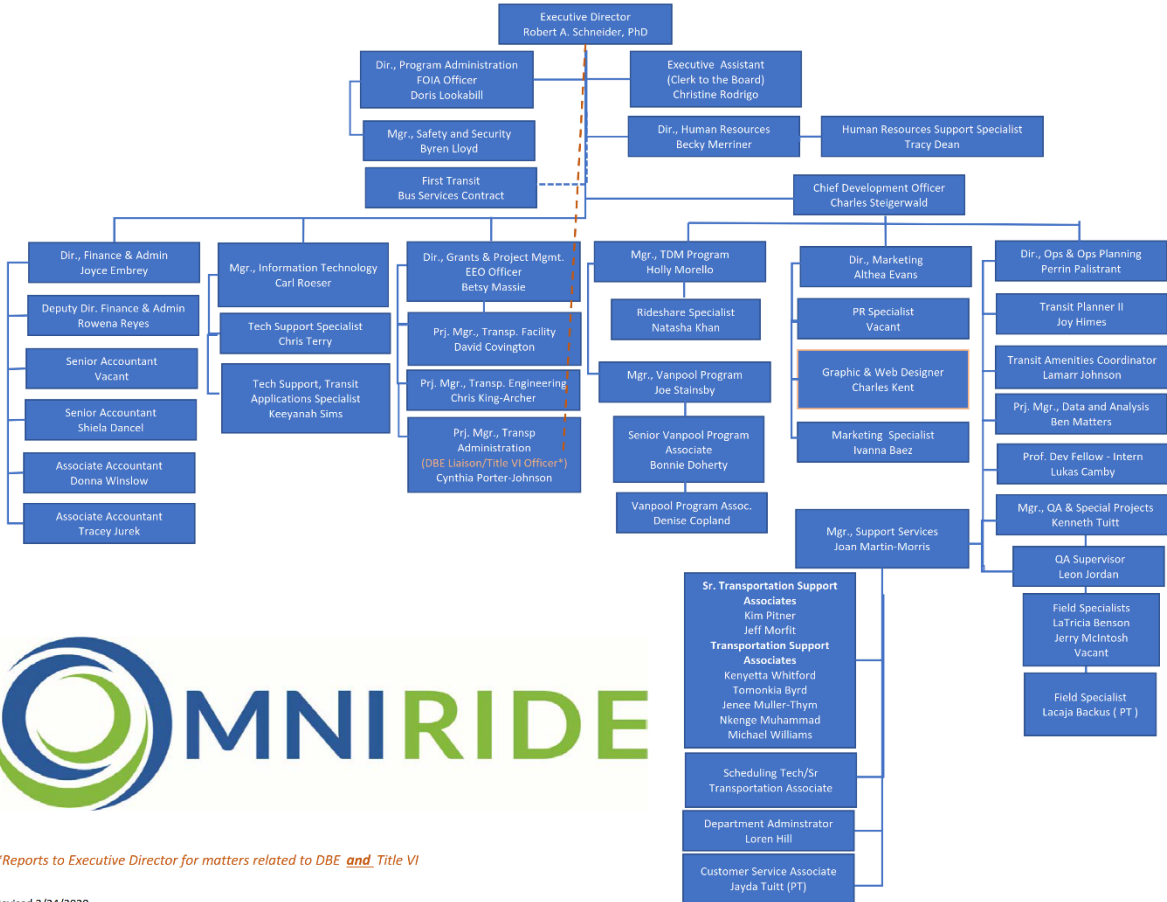 Executive Director
Robert A. Schneider, PhD
Dir., Program Administration
FOIA Officer
Doris Lookabill
Executive Assistant
(Clerk to the Board)
Christine Rodrigo
Mgr., Safety and Security
Byren Lloyd
Dir., Human Resources
Becky Merriner
Human Resources Support Specialist
Tracy Dean
First Transit
Bus Services Contract
Chief Development Officer
Charles Steigerwald
Dir., Finance & Admin
Joyce Embrey
Deputy Dir. Finance & Admin
Rowena Reyes
Senior Accountant
Vacant
Senior Accountant
Shiela Dancel
Associate Accountant
Donna Winslow
Associate Accountant
Tracey Jurek
Mgr., Information Technology
Carl Roeser
Tech Support Specialist
Chris Terry
Tech Support, Transit
Applications Specialist
Keeyanah Sims
Dir., Grants & Project Mgmt.
EEO Officer
Betsy Massie
Prj. Mgr., Transp. Facility
David Covington
Prj. Mgr., Transp. Engineering
Chris King-Archer
Prj. Mgr., Transp
Administration
(DBE Liaison/Title VI Officer*)
Cynthia Porter-Johnson
Mgr., TDM Program
Holly Morello
Rideshare Specialist
Natasha Khan
Mgr., Vanpool Program
Joe Stainsby
Senior Vanpool Program
Associate
Bonnie Doherty
Vanpool Program Assoc.
Denise Copland
Dir., Marketing
Althea Evans
PR Specialist
Vacant
Graphic & Web Designer
Charles Kent
Marketing Specialist
Ivanna Baez
Dir., Ops & Ops Planning
Perrin Palistrant
Transit Planner II
Joy Himes
Transit Amenities Coordinator
Lamarr Johnson
Prj. Mgr., Data and Analysis
Ben Matters
Prof. Dev Fellow - Intern
Lukas Camby
Mgr., QA & Special Projects
Kenneth Tuitt
QA Supervisor
Leon Jordan
Field Specialists
LaTricia Benson
Jerry McIntosh
Vacant
Field Specialist
Lacaja Backus ( PT )
Mgr., Support Services
Joan Martin-Morris
Sr. Transportation Support
Associates
Kim Pitner
Jeff Morfit
Transportation Support
Associates
Kenyetta Whitford
Tomonkia Byrd
Jenee Muller-Thym
Nkenge Muhammad
Michael Williams
Scheduling Tech/Sr
Transportation Associate
Department Adminstrator
Loren Hill
Customer Service Associate
Jayda Tuitt (PT)
OMNIRIDE
*Reports to Executive Director for matters related to DBE and Title VI